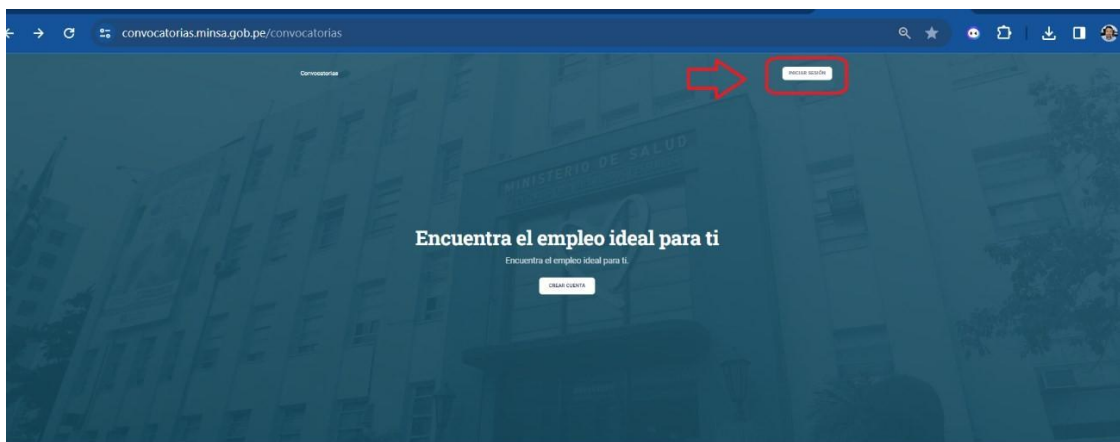 convocatorias.minsa.gob.pe/convocatorias
Convocatorias
INICIAR SESIÓN
MINISTERIO DE SALUD
Encuentra el empleo ideal para ti
Encuentra el empleo ideal para ti.
CREAR CUENTA